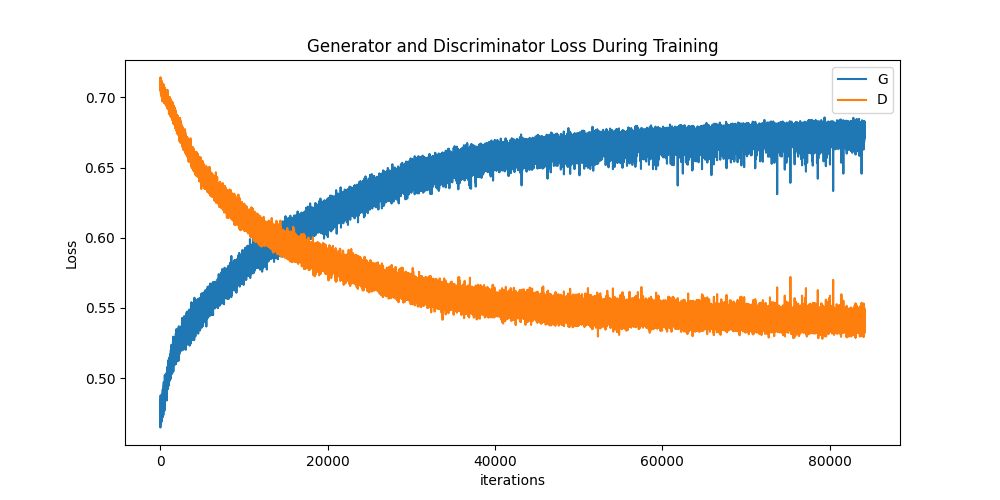 Generator and Discriminator Loss During Training
G
D
0.70
0.65
0.60
0.55
0.50
Loss
0
20000
40000
60000
80000
iterations